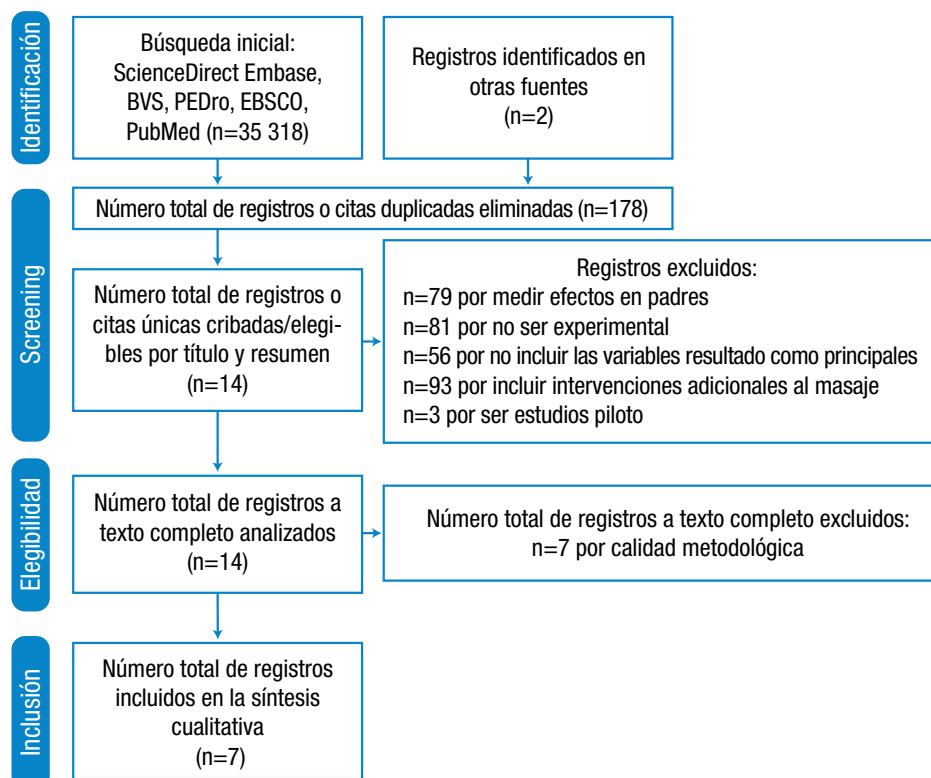 Identificación
Búsqueda inicial:
ScienceDirect Embase,
BVS, PEDro, EBSCO,
PubMed (n=35 318)
Registros identificados en
otras fuentes
(n=2)
Screening
Número total de registros o citas duplicadas eliminadas (n=178)
Número total de registros o
citas únicas cribadas/elegi-
bles por título y resumen
(n=14)
Registros excluidos:
n=79 por medir efectos en padres
n=81 por no ser experimental
n=56 por no incluir las variables resultado como principales
n=93 por incluir intervenciones adicionales al masaje
n=3 por ser estudios piloto
Elegibilidad
Número total de registros a
texto completo analizados
(n=14)
Número total de registros a texto completo excluidos:
n=7 por calidad metodológica
Inclusión
Número total de registros
incluidos en la síntesis
cualitativa
(n=7)